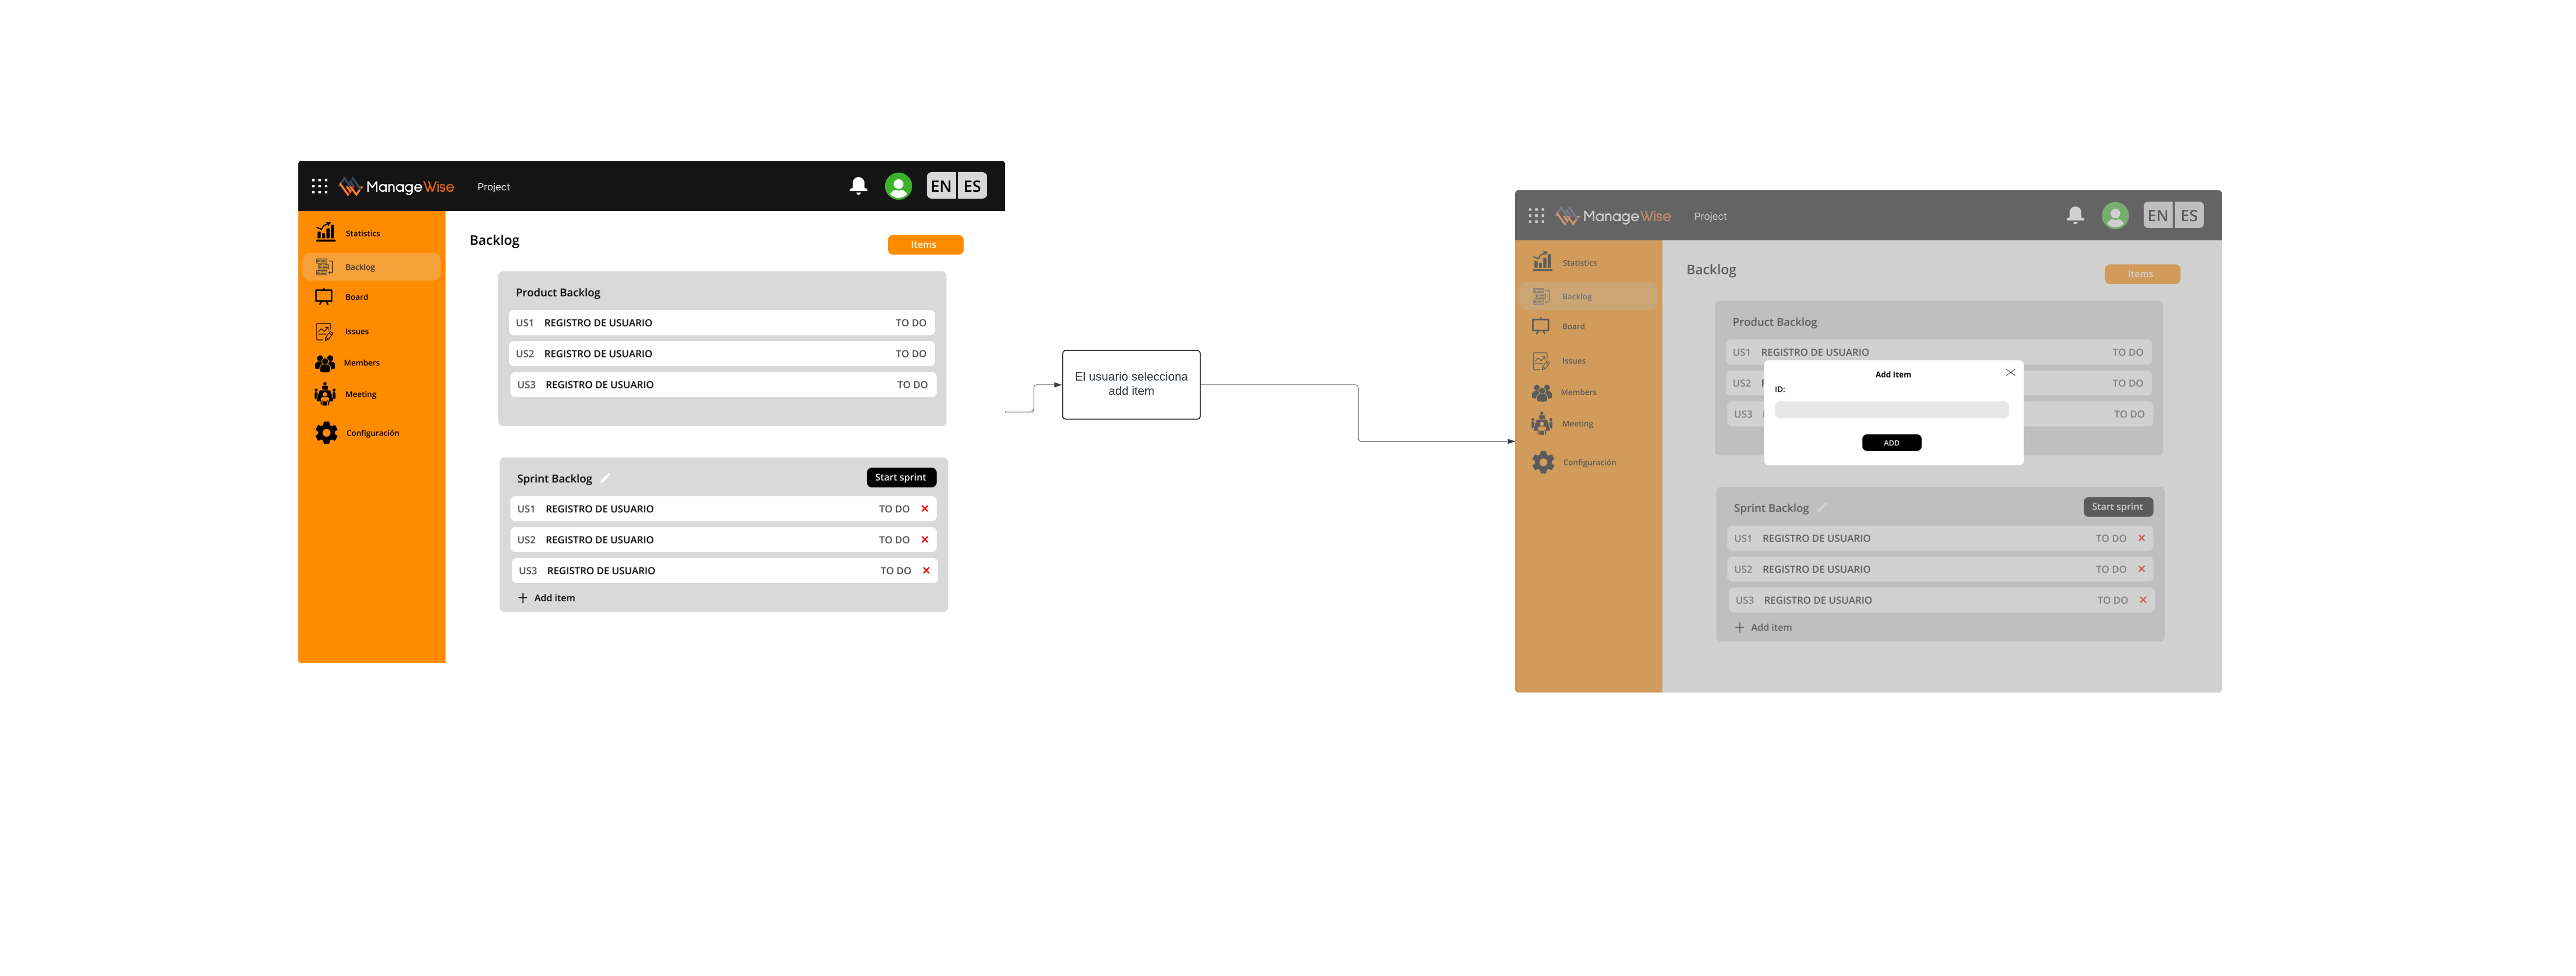 ManageWise
Project
EN ES
Statistics
Backlog
Board
Issues
Members
Meeting
Configuración
Backlog
Items
Product Backlog
US1 REGISTRO DE USUARIO TO DO
US2 REGISTRO DE USUARIO TO DO
US3 REGISTRO DE USUARIO TO DO
Sprint Backlog
Start sprint
US1 REGISTRO DE USUARIO TO DO
US2 REGISTRO DE USUARIO TO DO
US3 REGISTRO DE USUARIO TO DO
Add item
El usuario selecciona
add item
ManageWise
Project
EN ES
Statistics
Backlog
Board
Issues
Members
Meeting
Configuración
Backlog
Items
Product Backlog
US1 REGISTRO DE USUARIO TO DO
US2 TO DO
US3 TO DO
Add Item
ID:
ADD
Sprint Backlog
Start sprint
US1 REGISTRO DE USUARIO TO DO
US2 REGISTRO DE USUARIO TO DO
US3 REGISTRO DE USUARIO TO DO
Add item